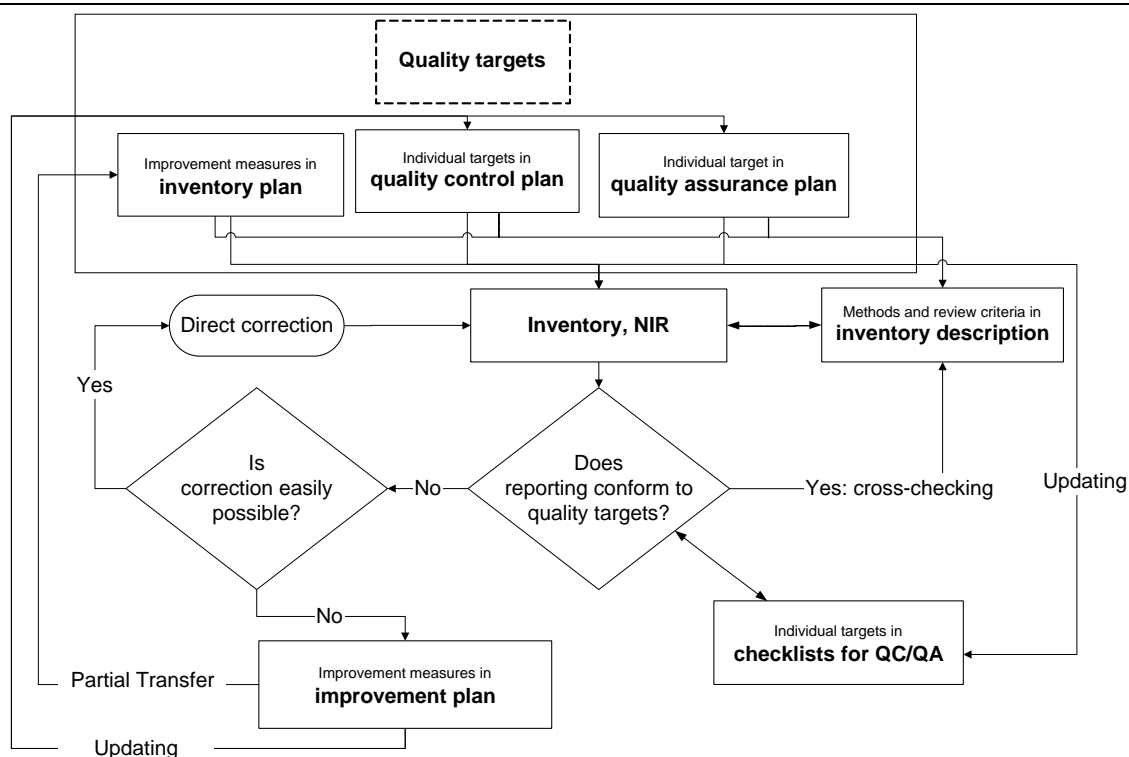 Quality targets
Improvement measures in
inventory plan
Individual targets in
quality control plan
Individual target in
quality assurance plan
Direct correction
Inventory, NIR
Methods and review criteria in
inventory description
Yes
Is
correction easily
possible?
No
Does
reporting conform to
quality targets?
Yes: cross-checking
Updating
No
Individual targets in
checklists for QC/QA
Partial Transfer
Improvement measures in
improvement plan
Updating